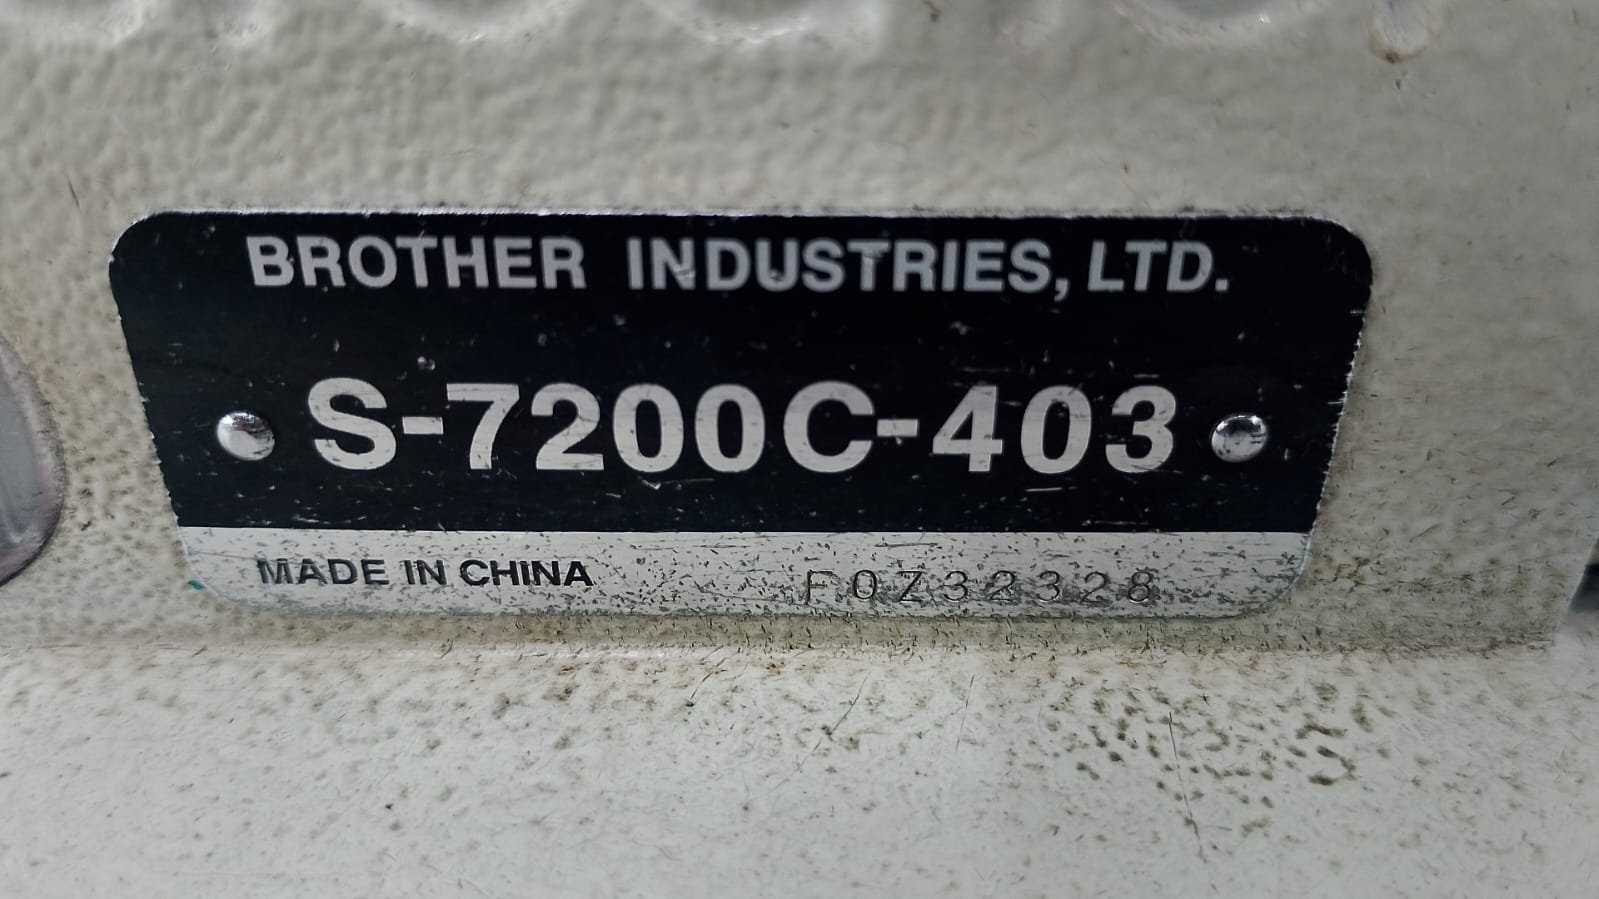 BROTHER INDUSTRIES, LTD.
S-7200C-403
MADE IN CHINA F0Z32328